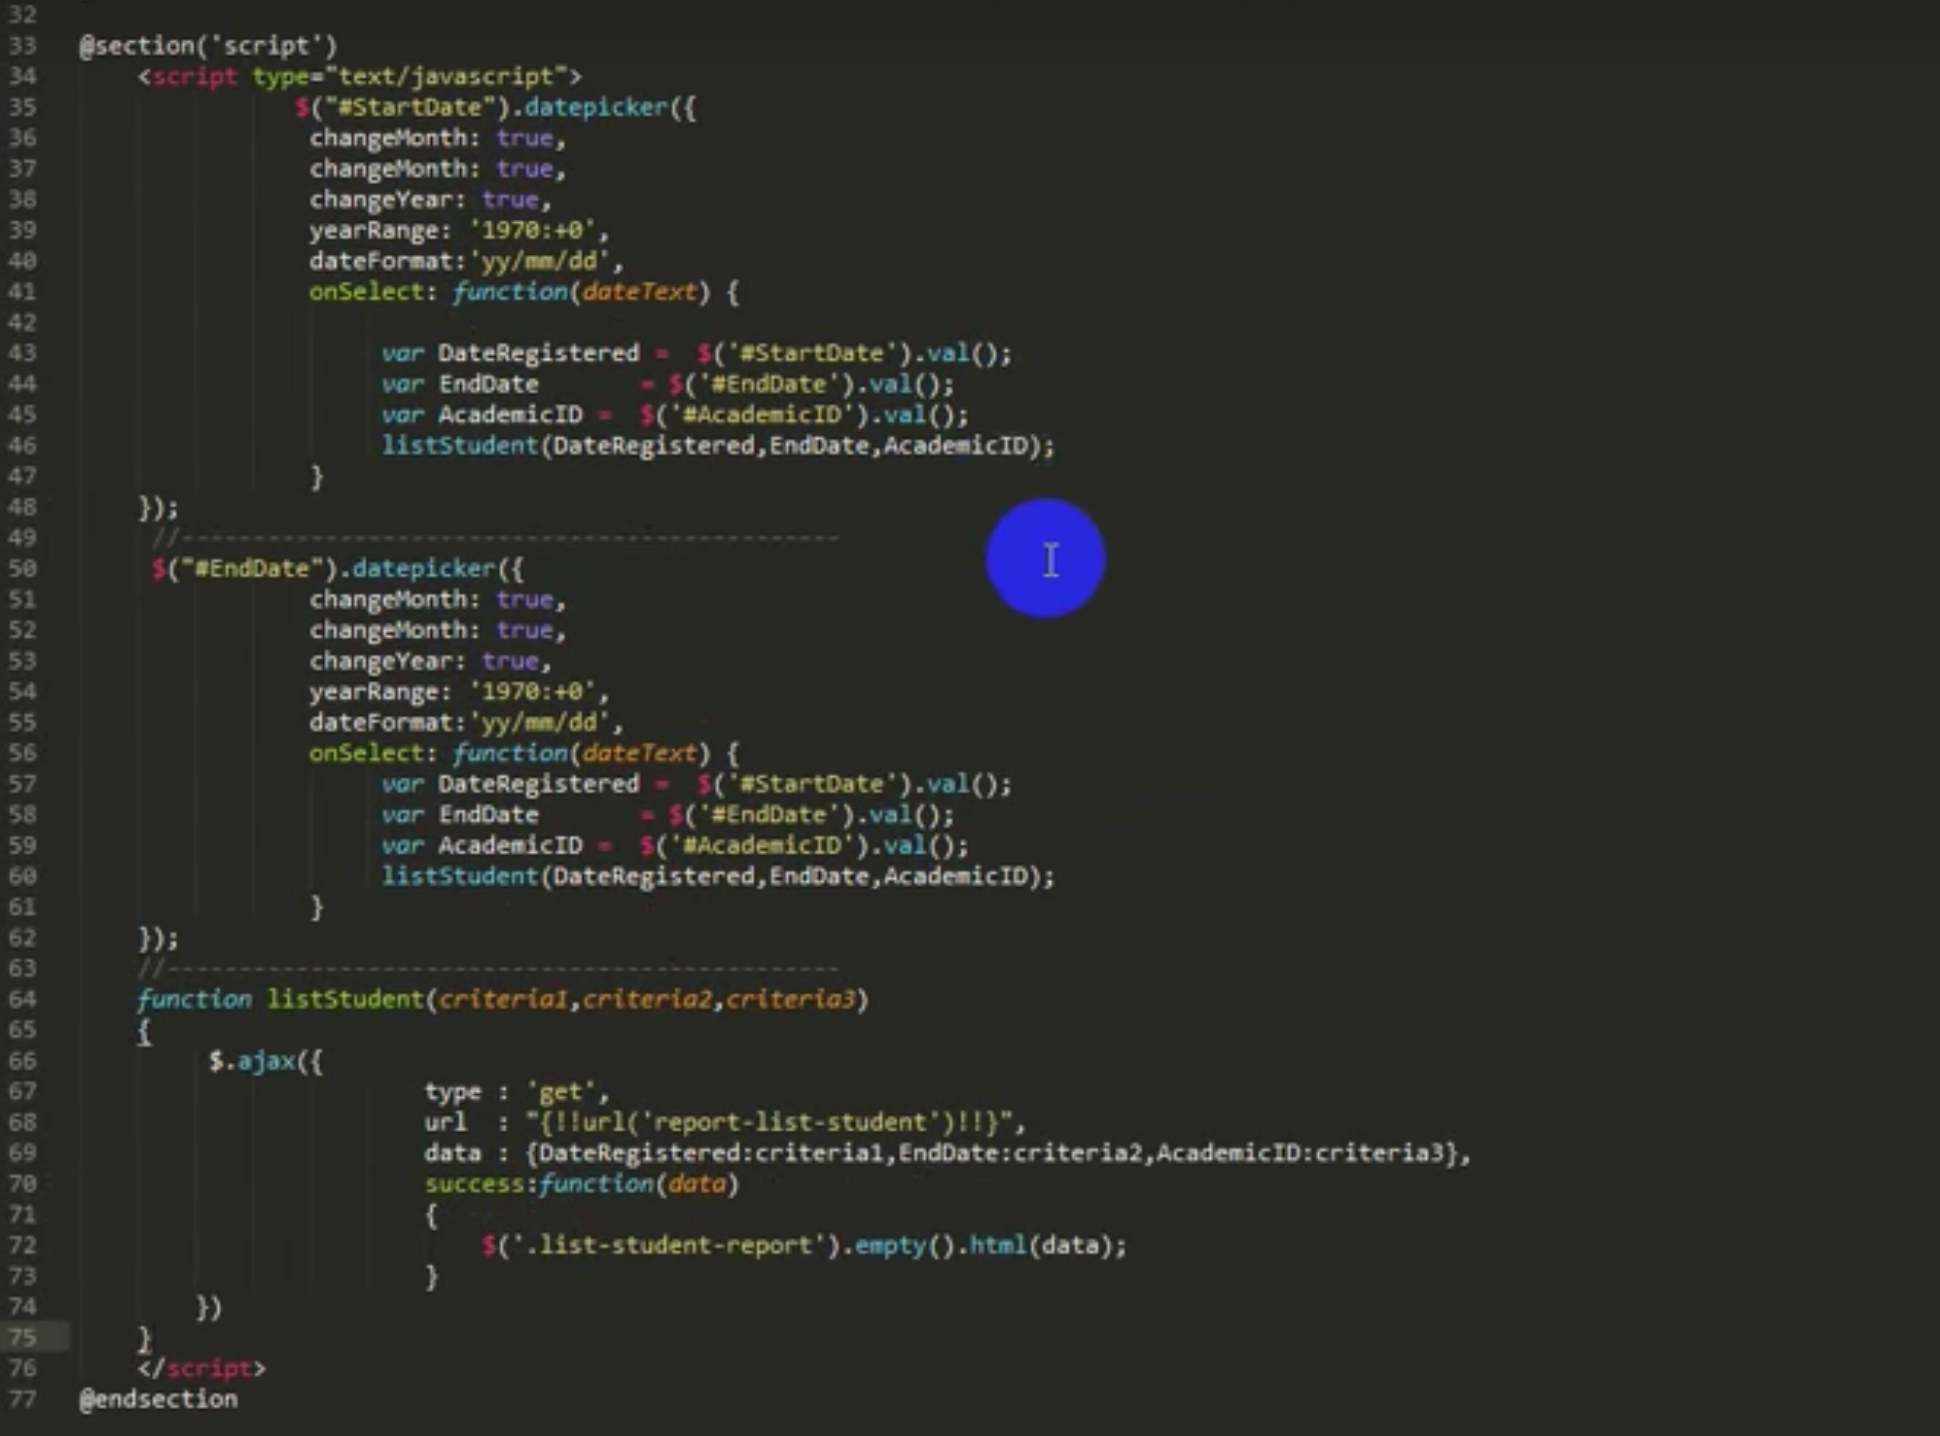 32
33 @section('script')
34 <script type="text/javascript">
35 $("#StartDate").datepicker({
36 changeMonth: true,
37 changeMonth: true,
38 changeYear: true,
39 yearRange: '1970:+0',
40 dateFormat:'yy/mm/dd',
41 onSelect: function(dateText) {
42
43 var DateRegistered = $('#StartDate').val();
44 var EndDate = $('#EndDate').val();
45 var AcademicID = $('#AcademicID').val();
46 listStudent(DateRegistered,EndDate,AcademicID);
47 }
48 });
49 //----------------------------------------------
50 $("#EndDate").datepicker({
51 changeMonth: true,
52 changeMonth: true,
53 changeYear: true,
54 yearRange: '1970:+0',
55 dateFormat:'yy/mm/dd',
56 onSelect: function(dateText) {
57 var DateRegistered = $('#StartDate').val();
58 var EndDate = $('#EndDate').val();
59 var AcademicID = $('#AcademicID').val();
60 listStudent(DateRegistered,EndDate,AcademicID);
61 }
62 });
63 //-----------------------------------------------
64 function listStudent(criteria1,criteria2,criteria3)
65 {
66 $.ajax({
67 type : 'get',
68 url : "{!!url('report-list-student')!!}",
69 data : {DateRegistered:criteria1,EndDate:criteria2,AcademicID:criteria3},
70 success:function(data)
71 {
72 $('.list-student-report').empty().html(data);
73 }
74 })
75 }
76 </script>
77 @endsection